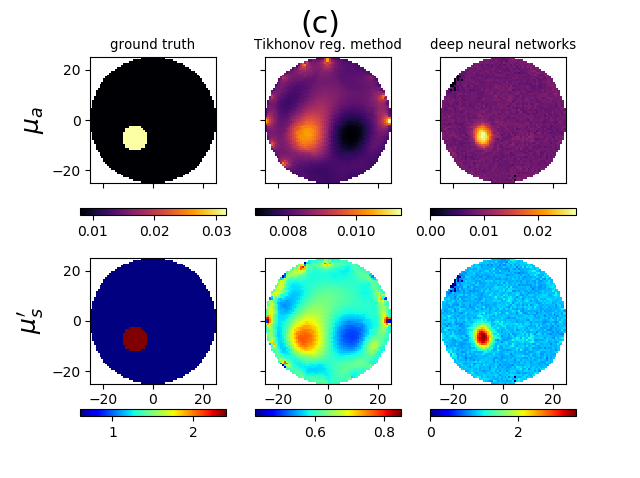 (c)
ground truth Tikhonov reg. method deep neural networks
μₐ
20
0
−20
0.01 0.02 0.03 0.008 0.010 0.00 0.01 0.02
μ′ₛ
20
0
−20
−20 0 20 −20 0 20 −20 0 20
1 2 0.6 0.8 0 2